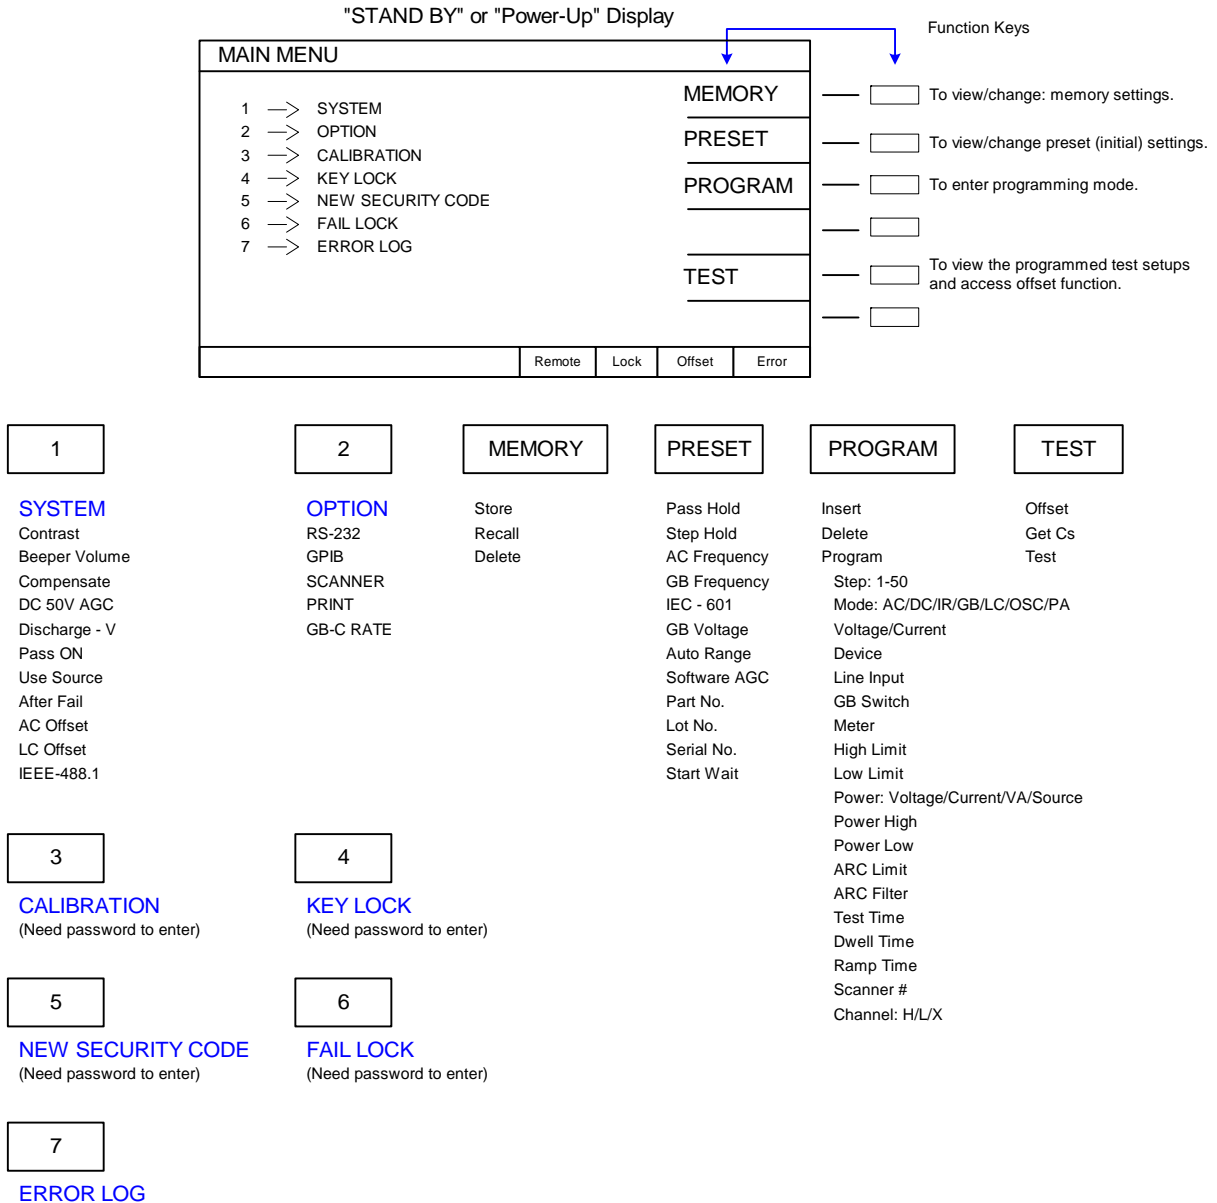 "STAND BY" or "Power-Up" Display
Function Keys
MAIN MENU
1 SYSTEM
2 OPTION
3 CALIBRATION
4 KEY LOCK
5 NEW SECURITY CODE
6 FAIL LOCK
7 ERROR LOG
MEMORY
To view/change: memory settings.
PRESET
To view/change preset (initial) settings.
PROGRAM
To enter programming mode.
TEST
To view the programmed test setups
and access offset function.
Remote Lock Offset Error
1
SYSTEM
Contrast
Beeper Volume
Compensate
DC 50V AGC
Discharge - V
Pass ON
Use Source
After Fail
AC Offset
LC Offset
IEEE-488.1
2
OPTION
RS-232
GPIB
SCANNER
PRINT
GB-C RATE
MEMORY
Store
Recall
Delete
PRESET
Pass Hold
Step Hold
AC Frequency
GB Frequency
IEC - 601
GB Voltage
Auto Range
Software AGC
Part No.
Lot No.
Serial No.
Start Wait
PROGRAM
Insert
Delete
Program
Step: 1-50
Mode: AC/DC/IR/GB/LC/OSC/PA
Voltage/Current
Device
Line Input
GB Switch
Meter
High Limit
Low Limit
Power: Voltage/Current/VA/Source
Power High
Power Low
ARC Limit
ARC Filter
Test Time
Dwell Time
Ramp Time
Scanner #
Channel: H/L/X
TEST
Offset
Get Cs
Test
3
CALIBRATION
(Need password to enter)
4
KEY LOCK
(Need password to enter)
5
NEW SECURITY CODE
(Need password to enter)
6
FAIL LOCK
(Need password to enter)
7
ERROR LOG